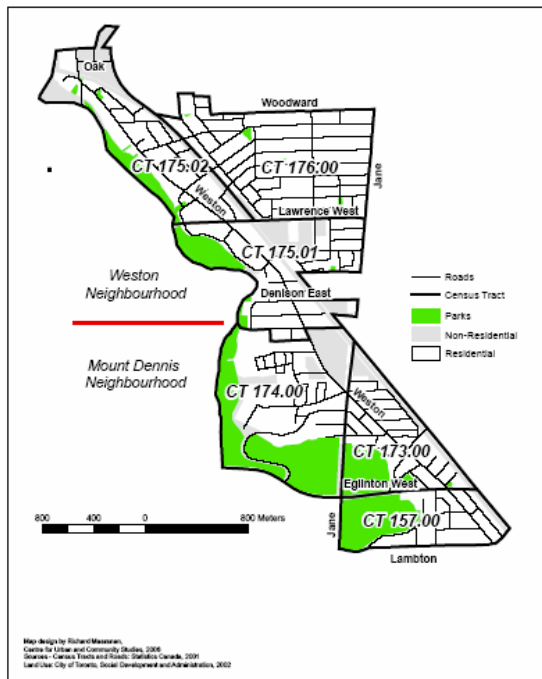 Oak
Woodward
CT 175.02
CT 176.00
Jane
Weston
Lawrence West
CT 175.01
Weston
Neighbourhood
Denison East
Roads
Census Tract
Parks
Non-Residential
Residential
Mount Dennis
Neighbourhood
CT 174.00
Weston
CT 173.00
Eglinton West
800 400 0 800 Meters
Jane
CT 157.00
Lambton
Map design by Richard Maaranen,
Centre for Urban and Community Studies, 2006
Sources - Census Tracts and Roads: Statistics Canada, 2001
Land Use: City of Toronto, Social Development and Administration, 2002